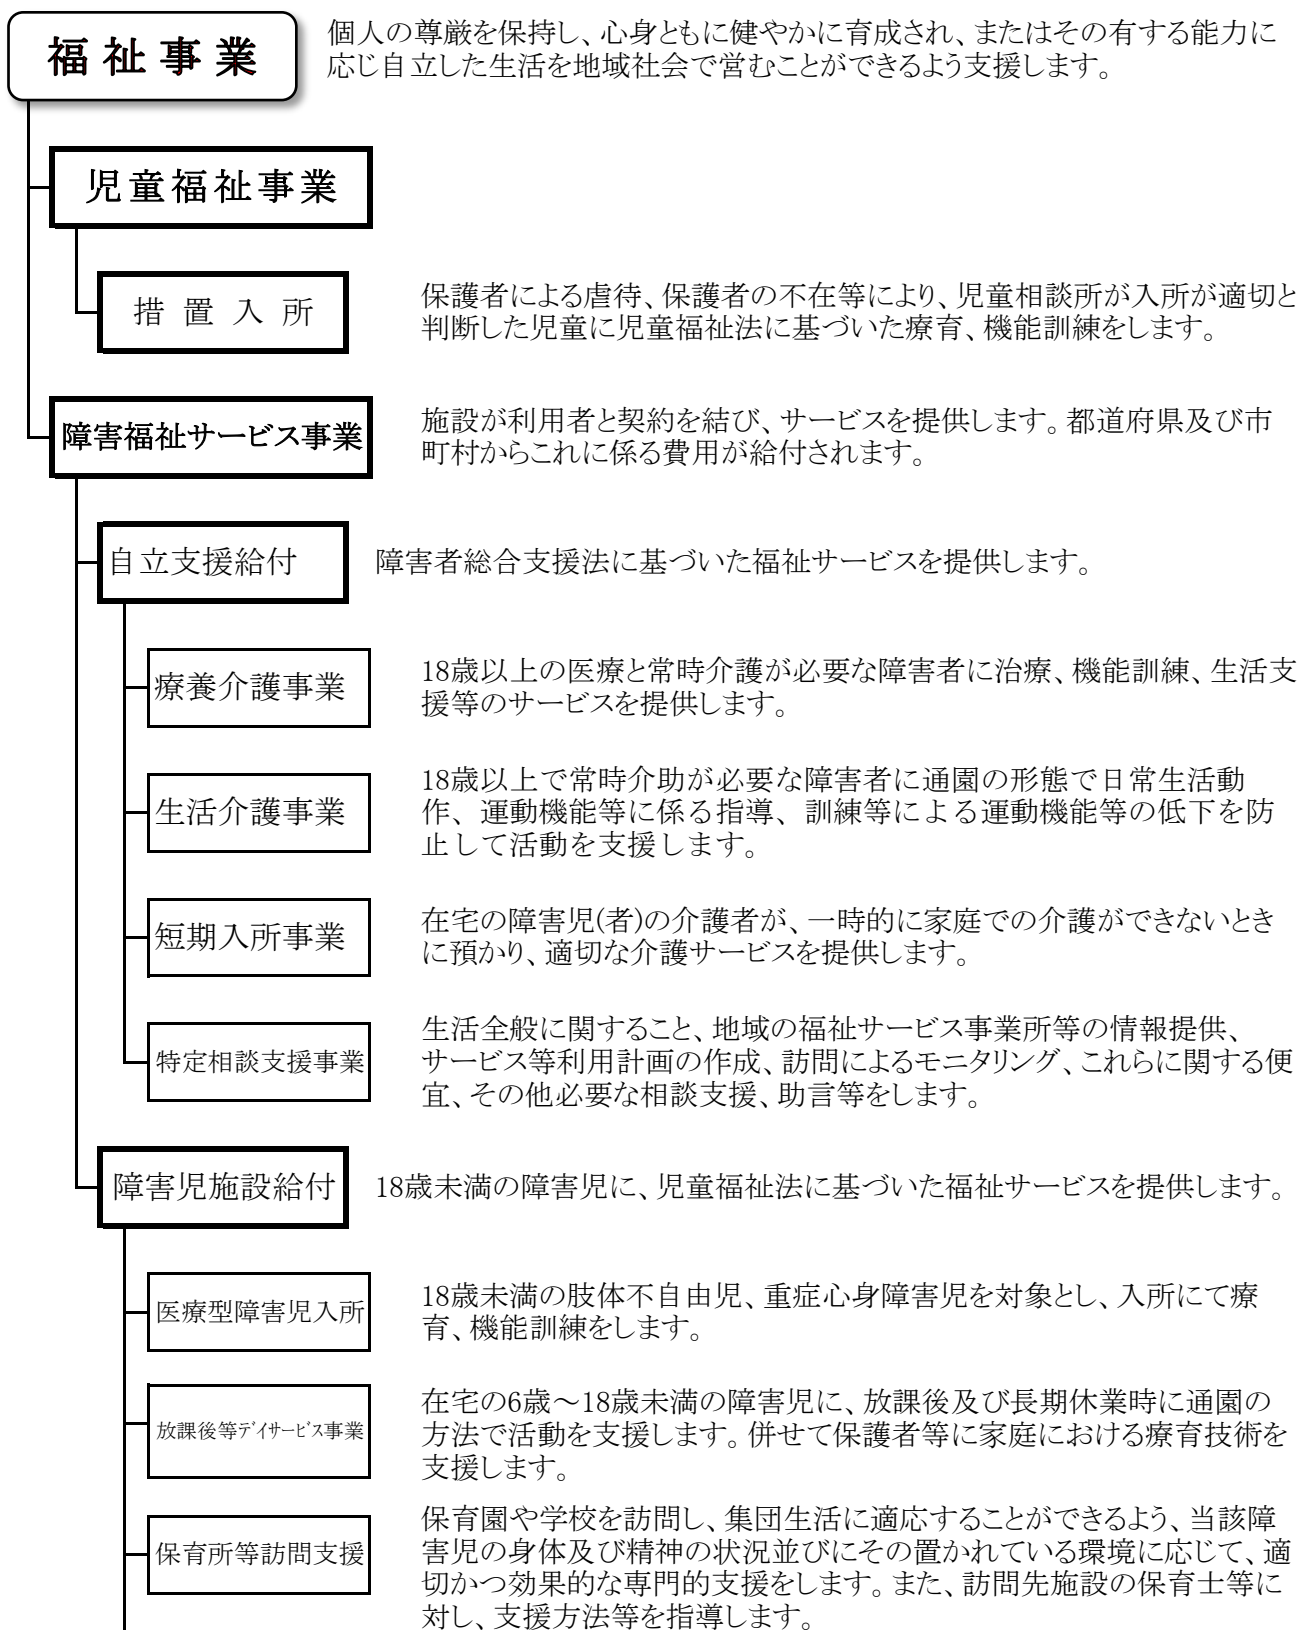 福祉事業
個人の尊厳を保持し、心身ともに健やかに育成され、またはその有する能力に
応じ自立した生活を地域社会で営むことができるよう支援します。
児童福祉事業
措置入所
保護者による虐待、保護者の不在等により、児童相談所が入所が適切と
判断した児童に児童福祉法に基づいた療育、機能訓練をします。
障害福祉サービス事業
施設が利用者と契約を結び、サービスを提供します。都道府県及び市
町村からこれに係る費用が給付されます。
自立支援給付
障害者総合支援法に基づいた福祉サービスを提供します。
療養介護事業
18歳以上の医療と常時介護が必要な障害者に治療、機能訓練、生活支
援等のサービスを提供します。
生活介護事業
18歳以上で常時介助が必要な障害者に通園の形態で日常生活動
作、運動機能等に係る指導、訓練等による運動機能等の低下を防
止して活動を支援します。
短期入所事業
在宅の障害児(者)の介護者が、一時的に家庭での介護ができないとき
に預かり、適切な介護サービスを提供します。
特定相談支援事業
生活全般に関すること、地域の福祉サービス事業所等の情報提供、
サービス等利用計画の作成、訪問によるモニタリング、これらに関する便
宜、その他必要な相談支援、助言等をします。
障害児施設給付
18歳未満の障害児に、児童福祉法に基づいた福祉サービスを提供します。
医療型障害児入所
18歳未満の肢体不自由児、重症心身障害児を対象とし、入所にて療
育、機能訓練をします。
放課後等ﾃﾞｲｻｰﾋﾞｽ事業
在宅の6歳～18歳未満の障害児に、放課後及び長期休業時に通園の
方法で活動を支援します。併せて保護者等に家庭における療育技術を
支援します。
保育所等訪問支援
保育園や学校を訪問し、集団生活に適応することができるよう、当該障
害児の身体及び精神の状況並びにその置かれている環境に応じて、適
切かつ効果的な専門的支援をします。また、訪問先施設の保育士等に
対し、支援方法等を指導します。